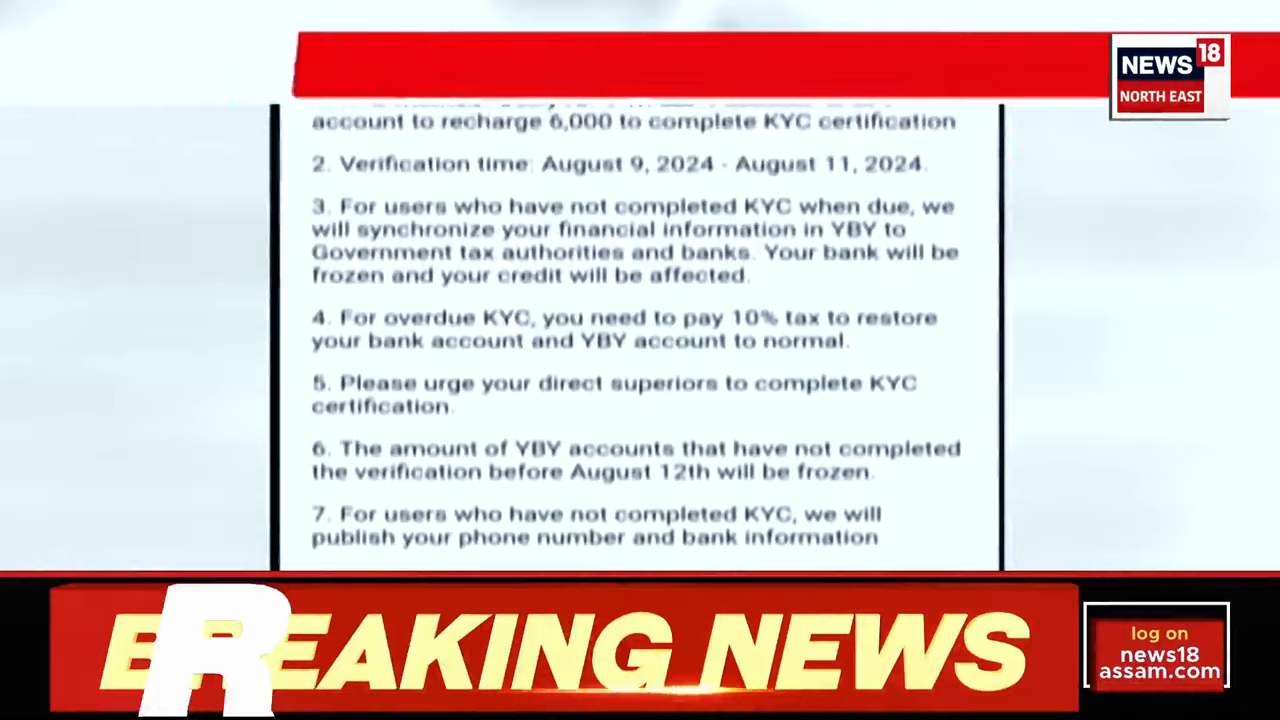 NEWS 18
NORTH EAST
account to recharge 6,000 to complete KYC certification
2. Verification time: August 9, 2024 - August 11, 2024.
3. For users who have not completed KYC when due, we
will synchronize your financial information in YBY to
Government tax authorities and banks. Your bank will be
frozen and your credit will be affected.
4. For overdue KYC, you need to pay 10% tax to restore
your bank account and YBY account to normal.
5. Please urge your direct superiors to complete KYC
certification.
6. The amount of YBY accounts that have not completed
the verification before August 12th will be frozen.
7. For users who have not completed KYC, we will
publish your phone number and bank information
BREAKING NEWS
log on
news18
assam.com